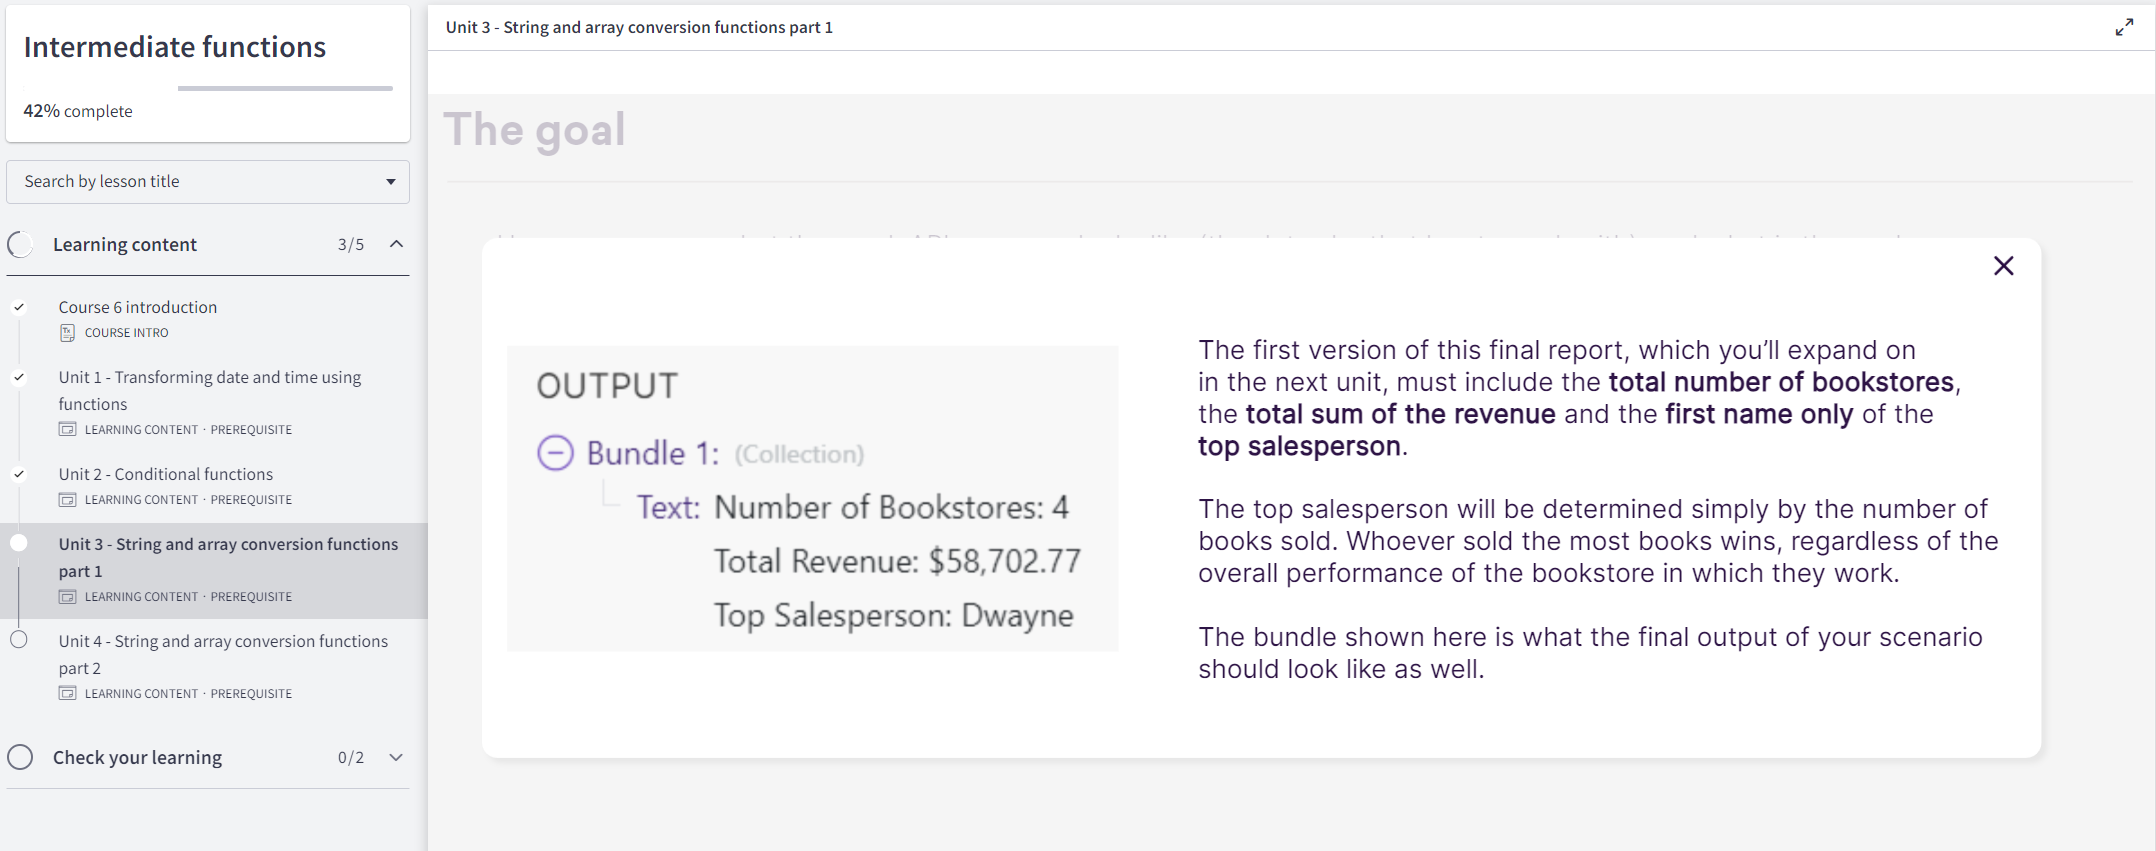 Intermediate functions
42% complete
Search by lesson title
Learning content 3/5
Course 6 introduction
COURSE INTRO
Unit 1 - Transforming date and time using
functions
LEARNING CONTENT · PREREQUISITE
Unit 2 - Conditional functions
LEARNING CONTENT · PREREQUISITE
Unit 3 - String and array conversion functions
part 1
LEARNING CONTENT · PREREQUISITE
Unit 4 - String and array conversion functions
part 2
LEARNING CONTENT · PREREQUISITE
Check your learning 0/2
Unit 3 - String and array conversion functions part 1
The goal
OUTPUT
Bundle 1: (Collection)
Text: Number of Bookstores: 4
Total Revenue: $58,702.77
Top Salesperson: Dwayne
The first version of this final report, which you’ll expand on
in the next unit, must include the total number of bookstores,
the total sum of the revenue and the first name only of the
top salesperson.
The top salesperson will be determined simply by the number of
books sold. Whoever sold the most books wins, regardless of the
overall performance of the bookstore in which they work.
The bundle shown here is what the final output of your scenario
should look like as well.